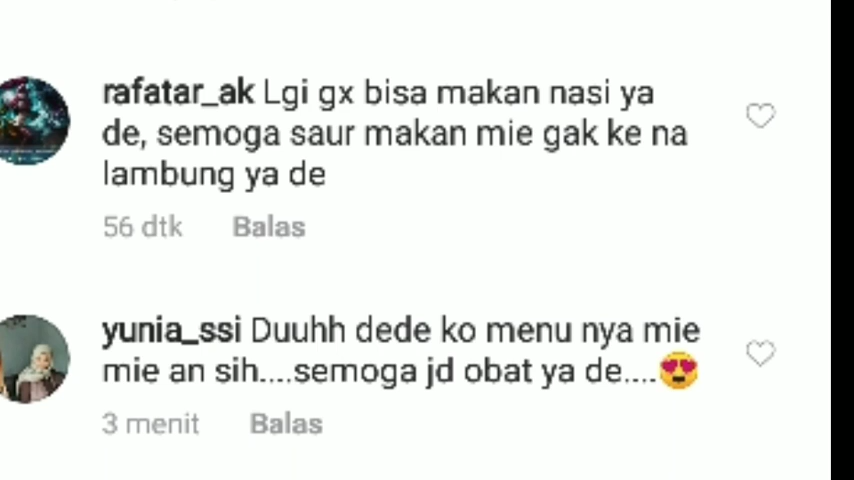 rafatar_ak Lgi gx bisa makan nasi ya
de, semoga saur makan mie gak ke na
lambung ya de
56 dtk Balas
yunia_ssi Duuhh dede ko menu nya mie
mie an sih....semoga jd obat ya de....😍
3 menit Balas